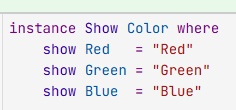 instance Show Color where
    show Red   = "Red"
    show Green = "Green"
    show Blue  = "Blue"